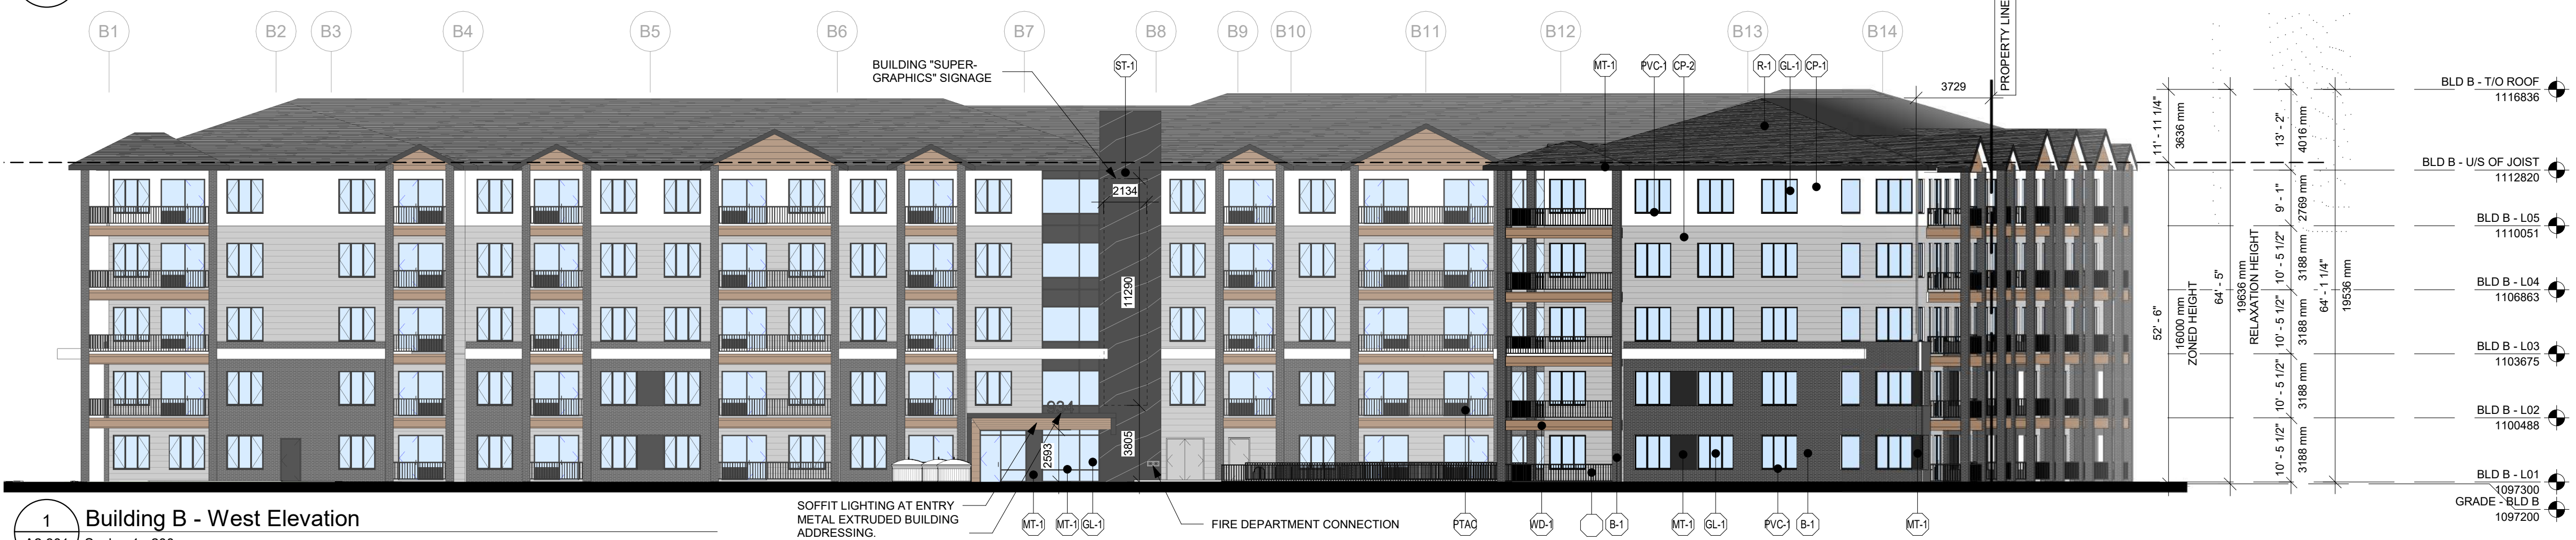 B1
B2
B3
B4
B5
B6
B7
B8
B9
B10
B11
B12
B13
B14
PROPERTY LINE
BUILDING "SUPER-
GRAPHICS" SIGNAGE
ST-1
MT-1
PVC-1
CP-2
R-1
GL-1
CP-1
3729
2134
11290
3805
2593
11' - 11 1/4"
3636 mm
52' - 6"
16000 mm
ZONED HEIGHT
64' - 5"
19636 mm
RELAXATION HEIGHT
13' - 2"
4016 mm
9' - 1"
2769 mm
10' - 5 1/2"
3188 mm
10' - 5 1/2"
3188 mm
10' - 5 1/2"
3188 mm
10' - 5 1/2"
3188 mm
64' - 1 1/4"
19536 mm
BLD B - T/O ROOF
1116836
BLD B - U/S OF JOIST
1112820
BLD B - L05
1110051
BLD B - L04
1106863
BLD B - L03
1103675
BLD B - L02
1100488
BLD B - L01
1097300
GRADE - BLD B
1097200
SOFFIT LIGHTING AT ENTRY
METAL EXTRUDED BUILDING
ADDRESSING.
MT-1
MT-1
GL-1
FIRE DEPARTMENT CONNECTION
PTAC
WD-1
B-1
MT-1
GL-1
PVC-1
B-1
MT-1
1
Building B - West Elevation